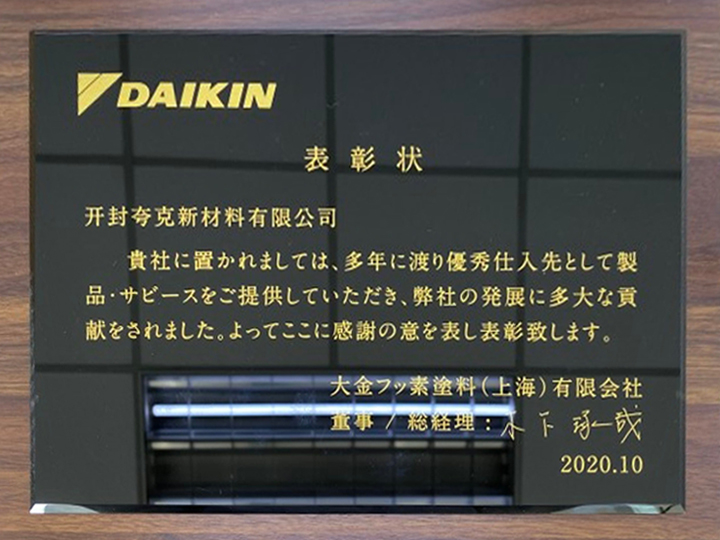 DAIKIN
表彰状
开封夸克新材料有限公司
貴社に置かれましては、多年に渡り優秀仕入先として製
品・サビースをご提供していただき、弊社の発展に多大な貢
献をされました。よってここに感謝の意を表し表彰致します。
大金フッ素塗料(上海)有限会社
董事 / 総経理:木下琢哉
2020.10